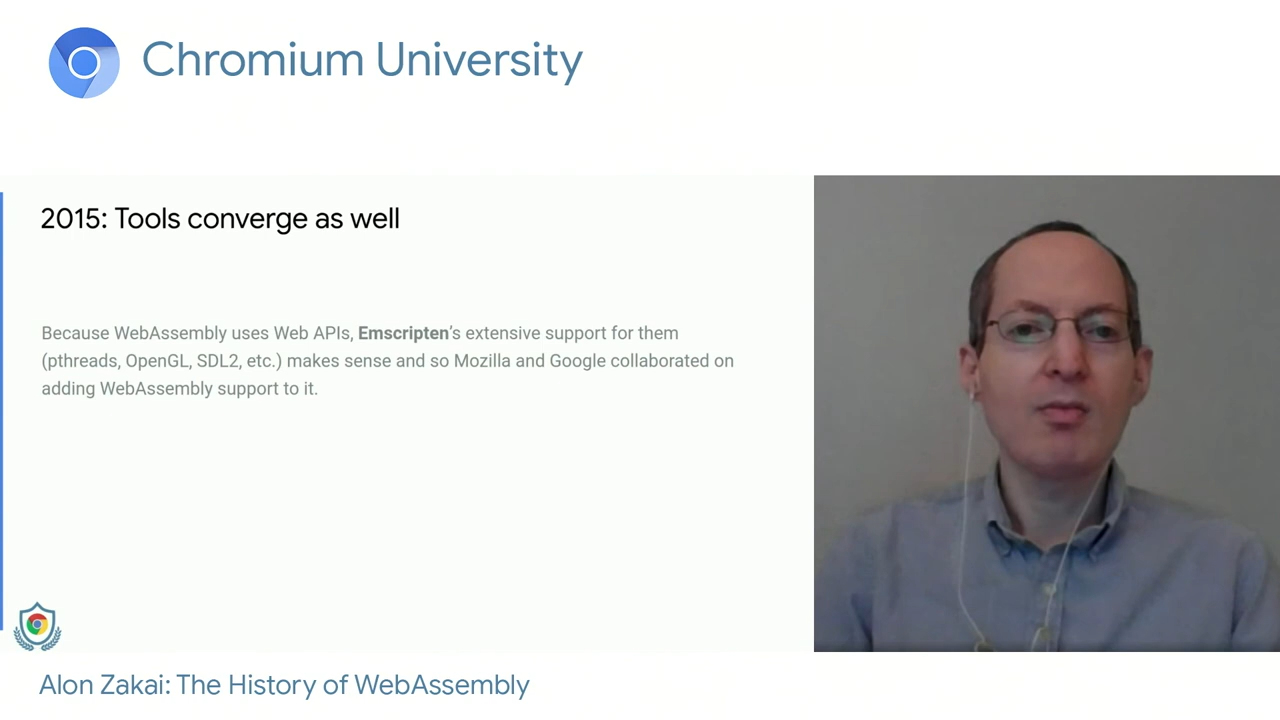 Chromium University
2015: Tools converge as well
Because WebAssembly uses Web APIs, Emscripten's extensive support for them
(pthreads, OpenGL, SDL2, etc.) makes sense and so Mozilla and Google collaborated on
adding WebAssembly support to it.
Alon Zakai: The History of WebAssembly